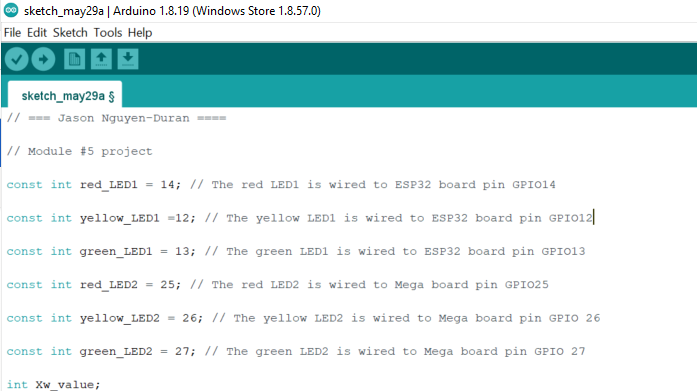 sketch_may29a | Arduino 1.8.19 (Windows Store 1.8.57.0)
File Edit Sketch Tools Help
sketch_may29a §
// === Jason Nguyen-Duran ====
// Module #5 project
const int red_LED1 = 14; // The red LED1 is wired to ESP32 board pin GPIO14
const int yellow_LED1 =12; // The yellow LED1 is wired to ESP32 board pin GPIO12
const int green_LED1 = 13; // The green LED1 is wired to ESP32 board pin GPIO13
const int red_LED2 = 25; // The red LED2 is wired to Mega board pin GPIO25
const int yellow_LED2 = 26; // The yellow LED2 is wired to Mega board pin GPIO 26
const int green_LED2 = 27; // The green LED2 is wired to Mega board pin GPIO 27
int Xw_value;